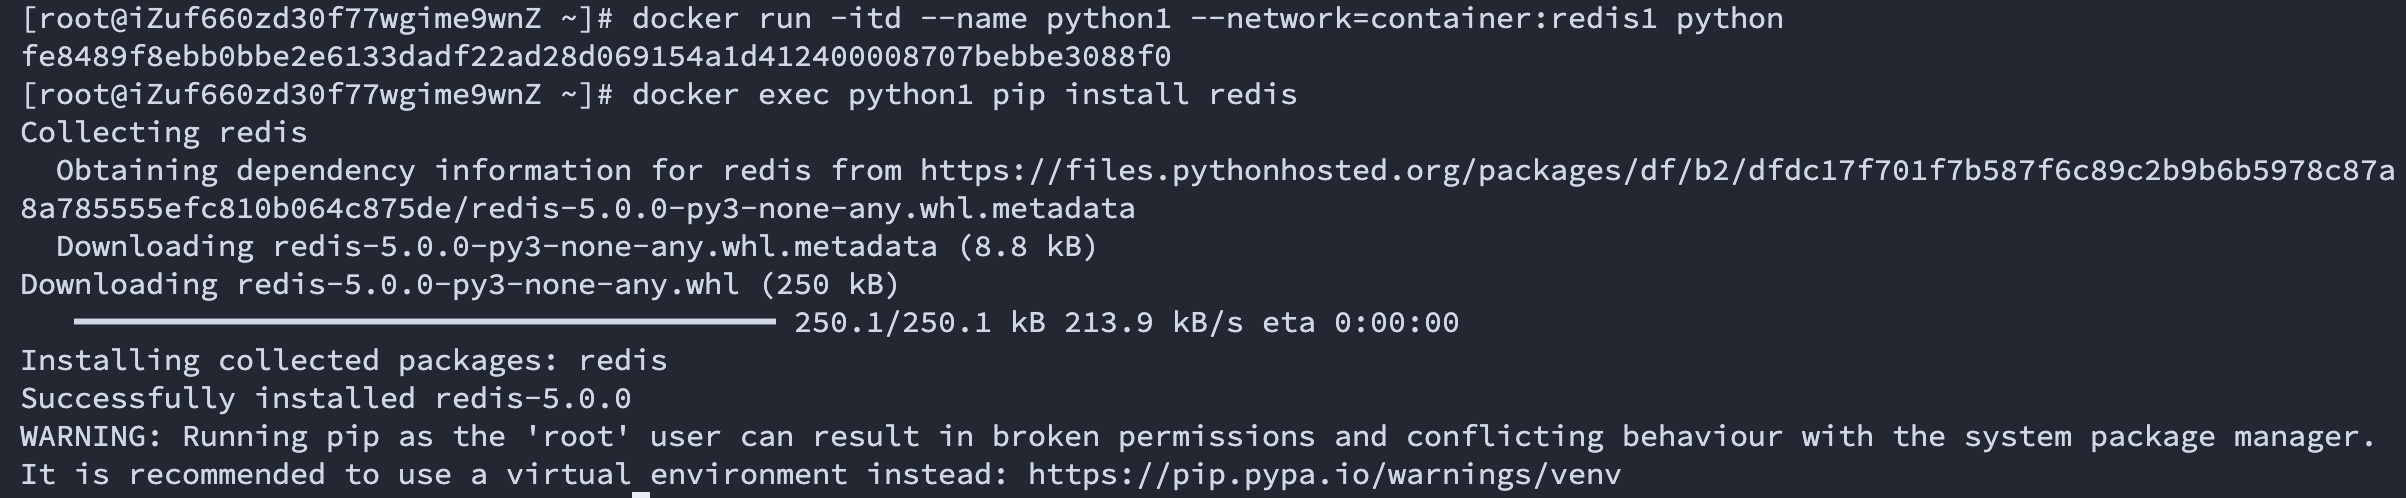 [root@iZuf660zd30f77wgime9wnZ ~]# docker run -itd --name python1 --network=container:redis1 python
fe8489f8ebb0bbe2e6133dadf22ad28d069154a1d412400008707bebbe3088f0
[root@iZuf660zd30f77wgime9wnZ ~]# docker exec python1 pip install redis
Collecting redis
  Obtaining dependency information for redis from https://files.pythonhosted.org/packages/df/b2/dfdc17f701f7b587f6c89c2b9b6b5978c87a
8a785555efc810b064c875de/redis-5.0.0-py3-none-any.whl.metadata
  Downloading redis-5.0.0-py3-none-any.whl.metadata (8.8 kB)
Downloading redis-5.0.0-py3-none-any.whl (250 kB)
250.1/250.1 kB 213.9 kB/s eta 0:00:00
Installing collected packages: redis
Successfully installed redis-5.0.0
WARNING: Running pip as the 'root' user can result in broken permissions and conflicting behaviour with the system package manager.
It is recommended to use a virtual environment instead: https://pip.pypa.io/warnings/venv